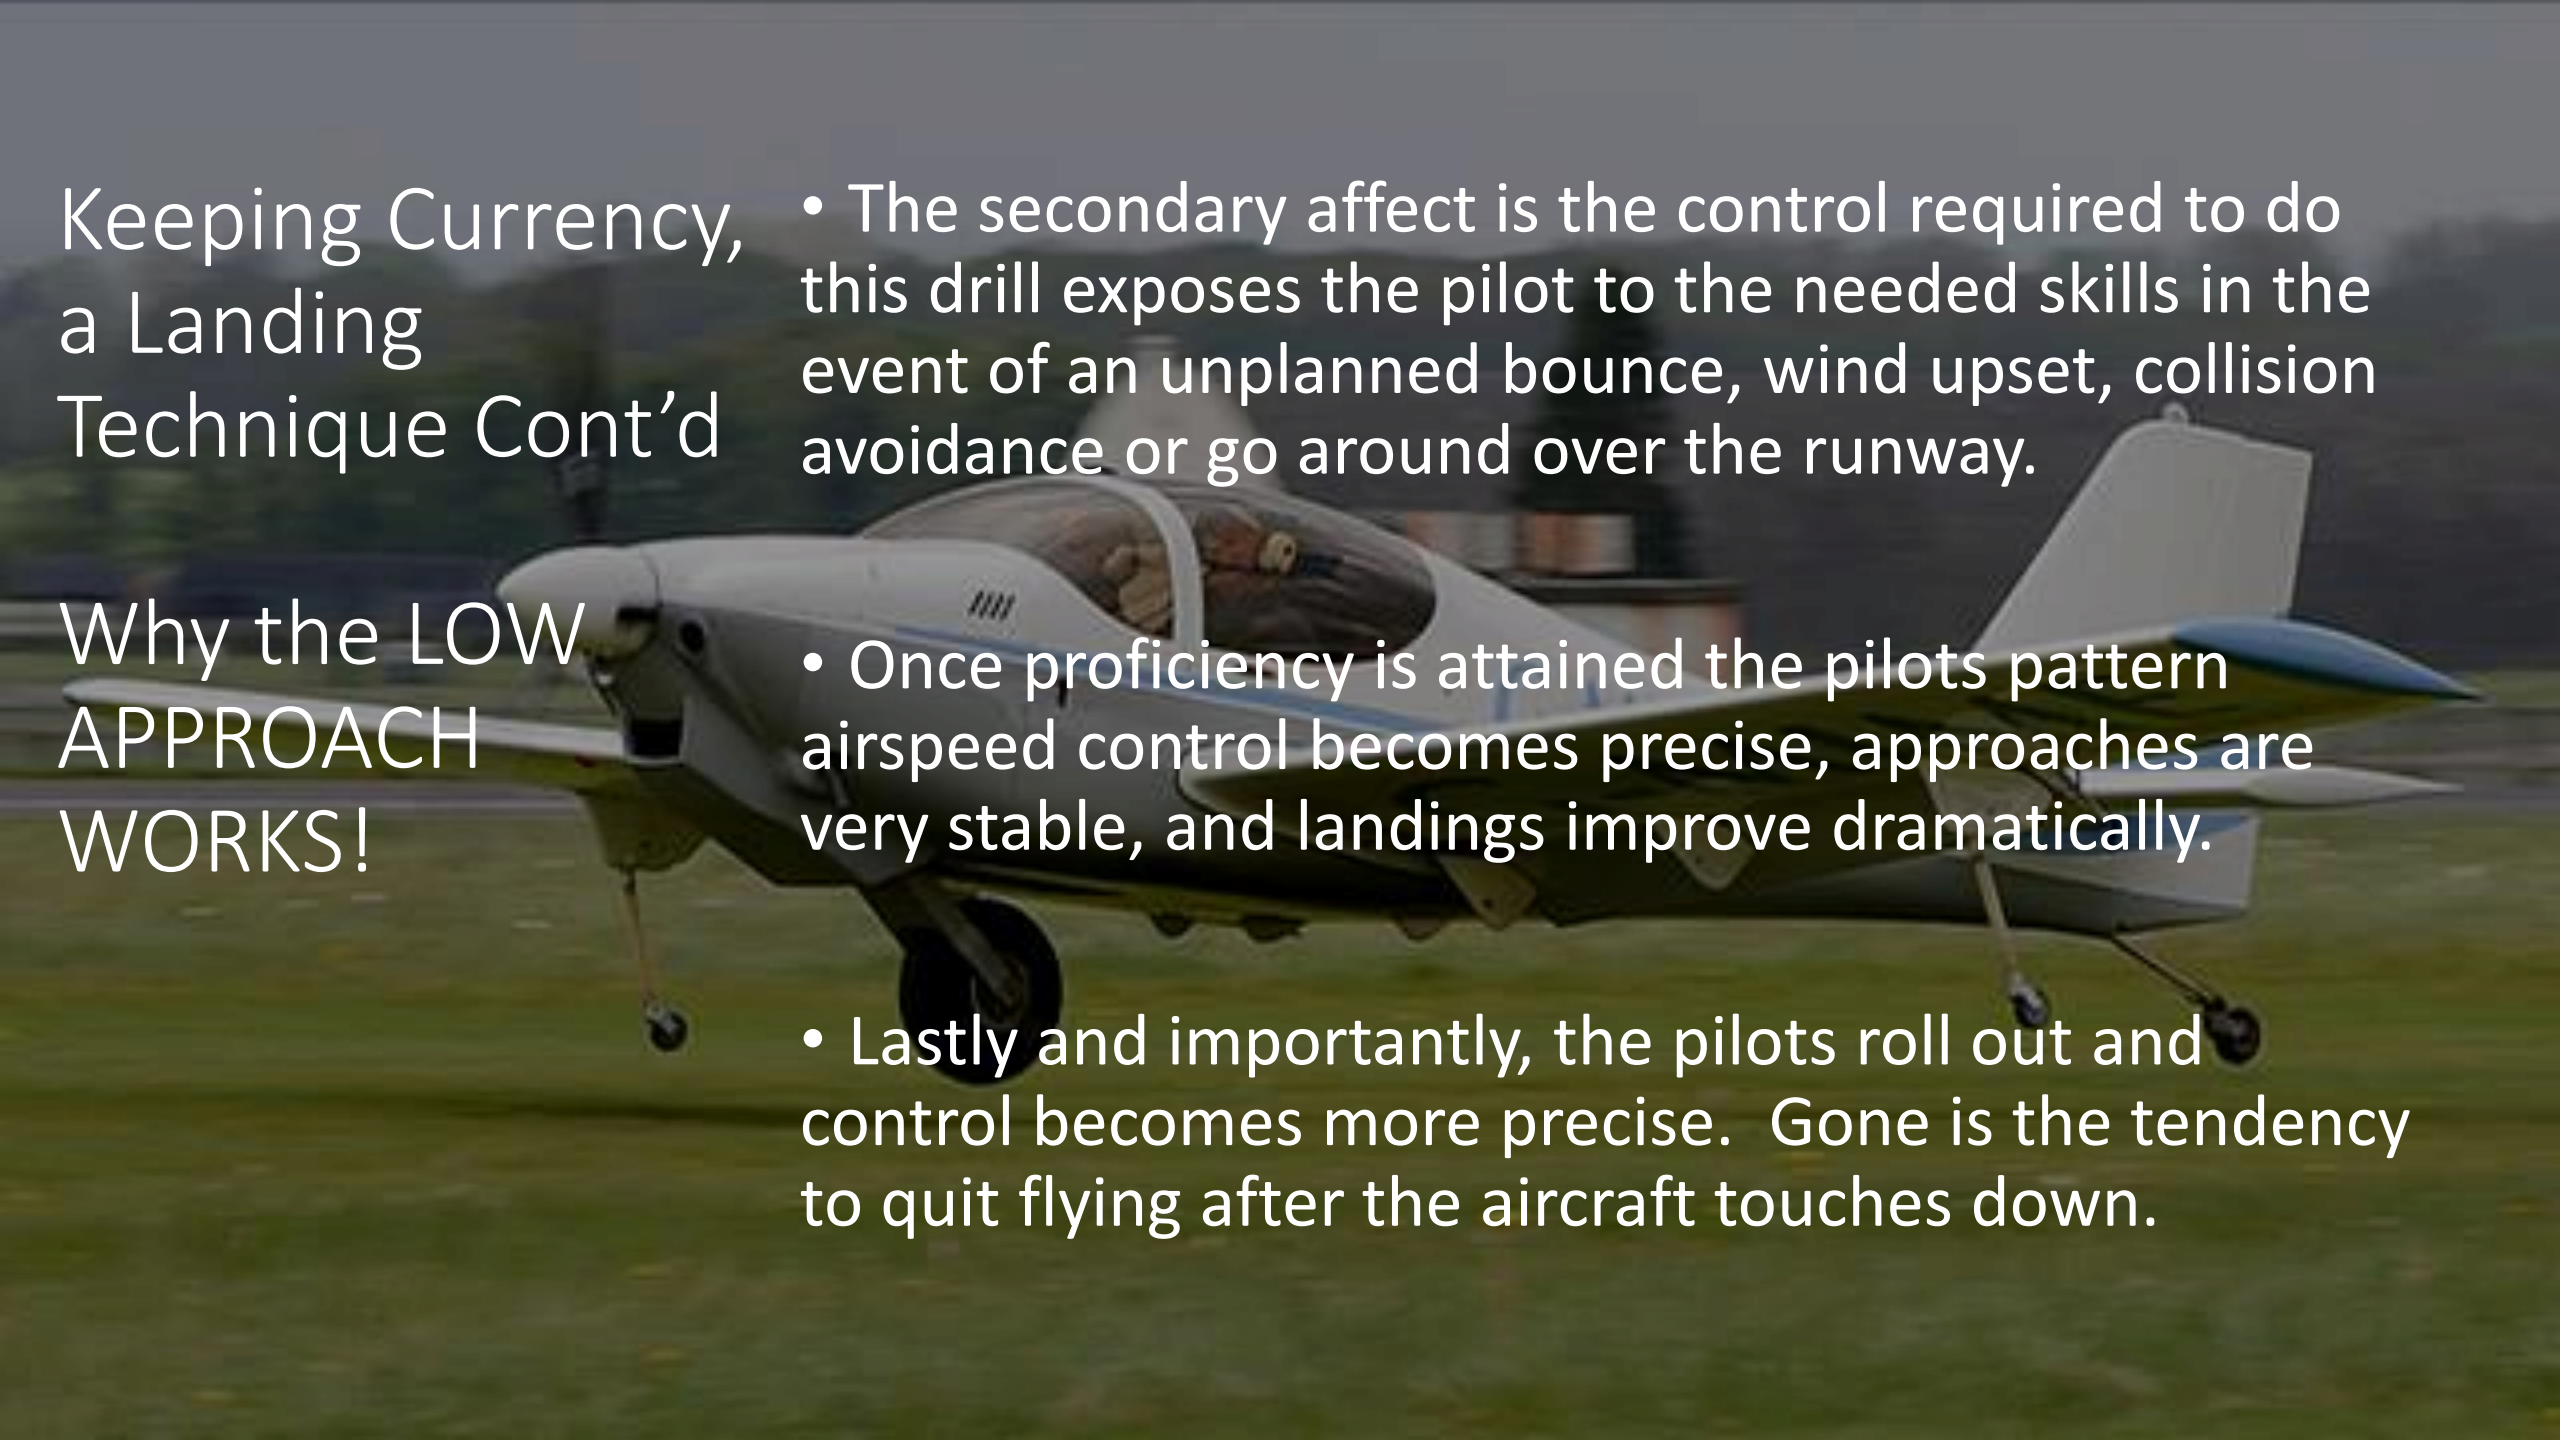 Keeping Currency,
a Landing
Technique Cont’d
Why the LOW
APPROACH
WORKS!
• The secondary affect is the control required to do
this drill exposes the pilot to the needed skills in the
event of an unplanned bounce, wind upset, collision
avoidance or go around over the runway.
• Once proficiency is attained the pilots pattern
airspeed control becomes precise, approaches are
very stable, and landings improve dramatically.
• Lastly and importantly, the pilots roll out and
control becomes more precise.  Gone is the tendency
to quit flying after the aircraft touches down.